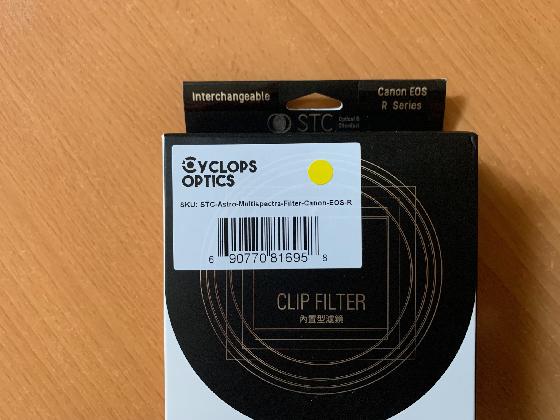 Interchangeable
Canon EOS
R Series
STC
Optical &
Chemical
CYCLOPS
OPTICS
SKU: STC-Astro-Multispectra-Filter-Canon-EOS-R
6 90770 81695 8
CLIP FILTER
內置型濾鏡